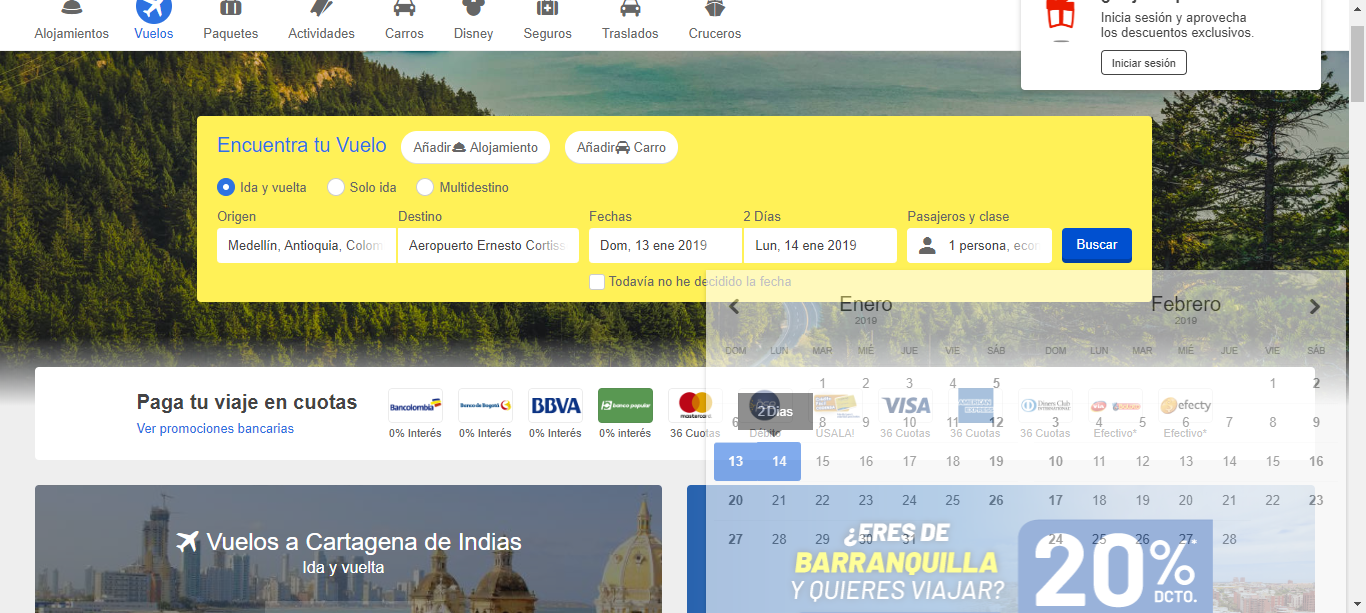 Inicia sesión y aprovecha
los descuentos exclusivos.
Iniciar sesión
Alojamientos Vuelos Paquetes Actividades Carros Disney Seguros Traslados Cruceros
Encuentra tu Vuelo Añadir Alojamiento Añadir Carro
Ida y vuelta Solo ida Multidestino
Origen Destino Fechas 2 Días Pasajeros y clase
Medellín, Antioquia, Colom Aeropuerto Ernesto Cortiss Dom, 13 ene 2019 Lun, 14 ene 2019 1 persona, econ Buscar
Todavía no he decidido la fecha
Enero Febrero
2019 2019
DOM LUN MAR MIÉ JUE VIE SÁB DOM LUN MAR MIÉ JUE VIE SÁB
1 2 3 4 5 1 2
6 8 9 10 11 12 3 4 5 6 7 8 9
13 14 15 16 17 18 19 10 11 12 13 14 15 16
20 21 22 23 24 25 26 17 18 19 20 21 22 23
27 28 29 30 31 24 25 26 27 28
2 Días
Paga tu viaje en cuotas
Ver promociones bancarias
Bancolombia Banco de Bogotá BBVA banco popular mastercard VISA AMERICAN EXPRESS Diners Club INTERNATIONAL efecty
0% Interés 0% Interés 0% Interés 0% interés 36 Cuotas Débito USALA! 36 Cuotas 36 Cuotas 36 Cuotas Efectivo* Efectivo*
Vuelos a Cartagena de Indias
Ida y vuelta
¿ERES DE
BARRANQUILLA
Y QUIERES VIAJAR?
20%*
DCTO.